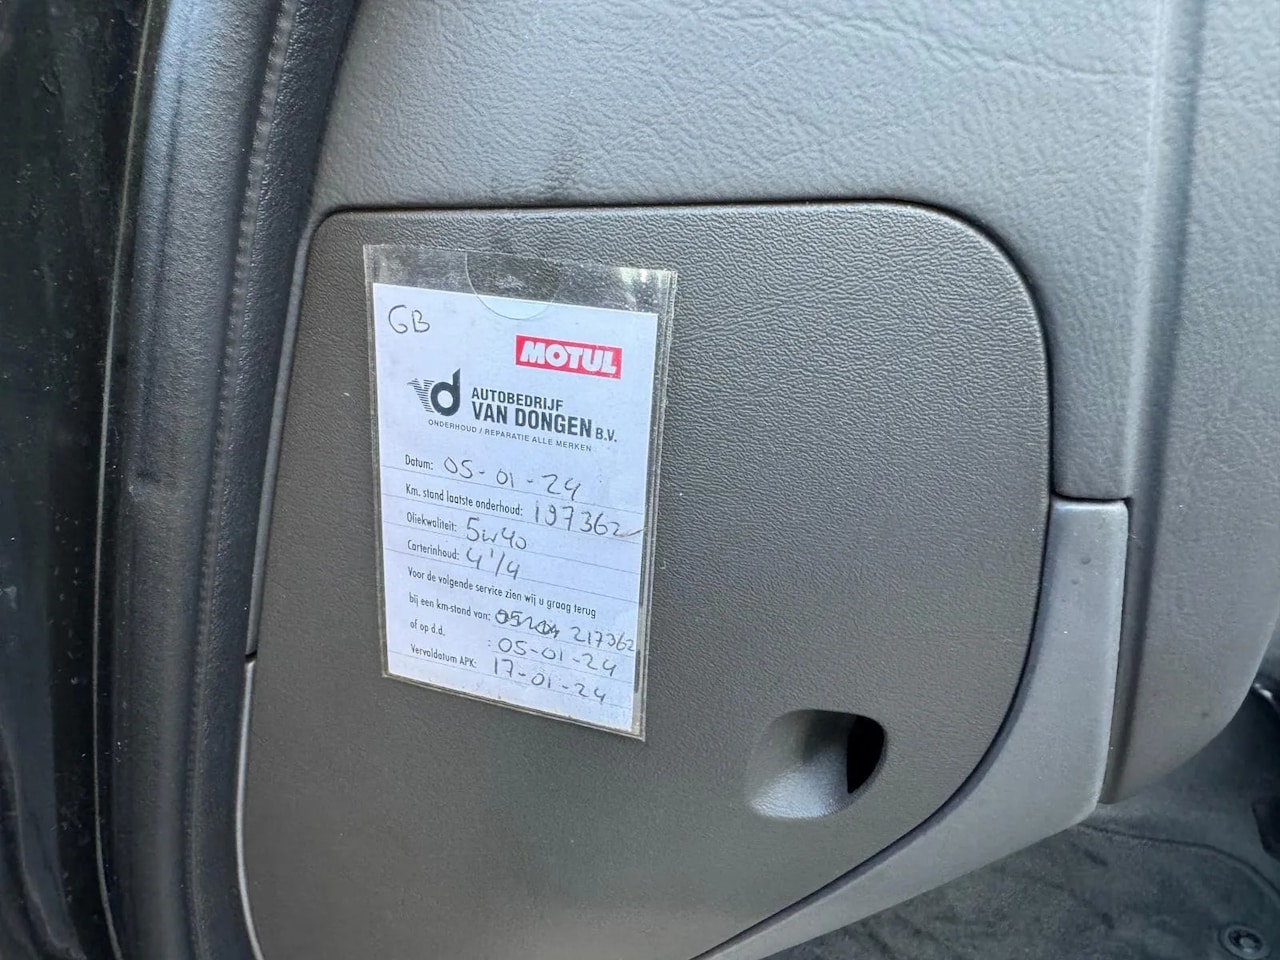 GB
MOTUL
vd AUTOBEDRIJF
VAN DONGEN B.V.
ONDERHOUD / REPARATIE ALLE MERKEN
Datum: 05-01-24
Km. stand laatste onderhoud: 197362
Oliekwaliteit: 5w40
Carterinhoud: 4 1/4
Voor de volgende service zien wij u graag terug
bij een km-stand van: 217362
of op d.d. : 05-01-24
Vervaldatum APK: 17-01-24